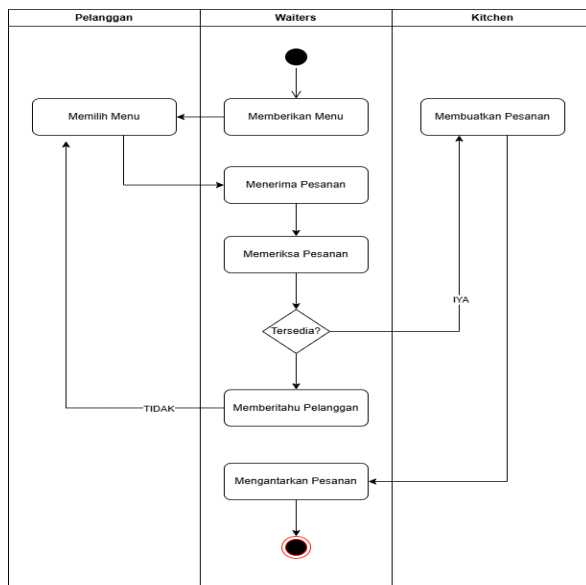 Pelanggan
Waiters
Kitchen
Memilih Menu
Memberikan Menu
Membuatkan Pesanan
Menerima Pesanan
Memeriksa Pesanan
IYA
Tersedia?
Memberitahu Pelanggan
TIDAK
Mengantarkan Pesanan